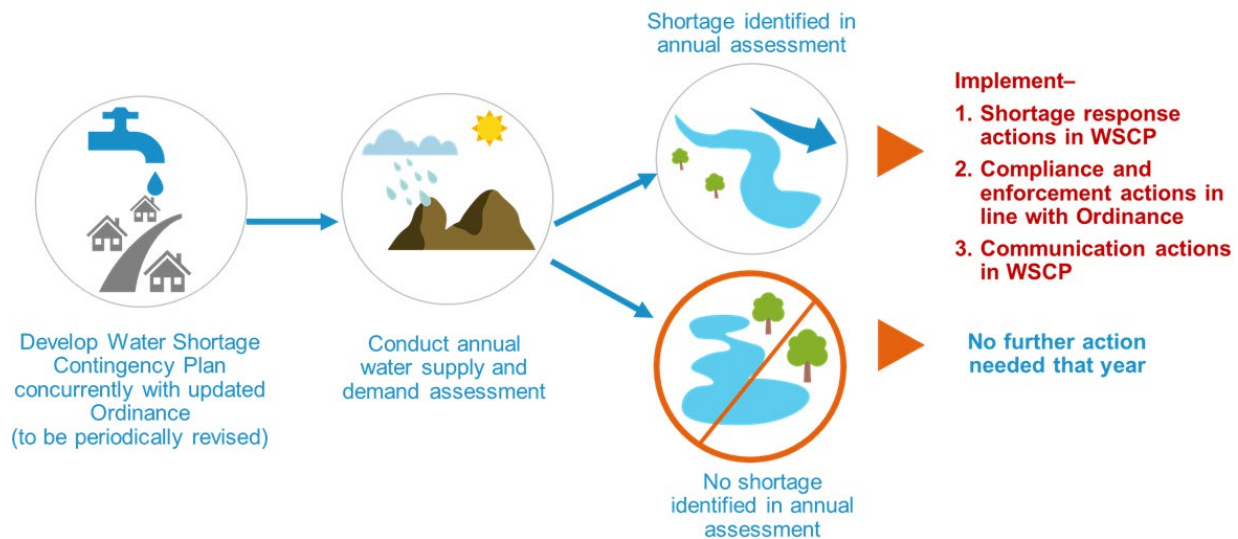 Develop Water Shortage
Contingency Plan
concurrently with updated
Ordinance
(to be periodically revised)
Conduct annual
water supply and
demand assessment
Shortage identified in
annual assessment
Implement–
1. Shortage response
actions in WSCP
2. Compliance and
enforcement actions in
line with Ordinance
3. Communication actions
in WSCP
No shortage
identified in annual
assessment
No further action
needed that year